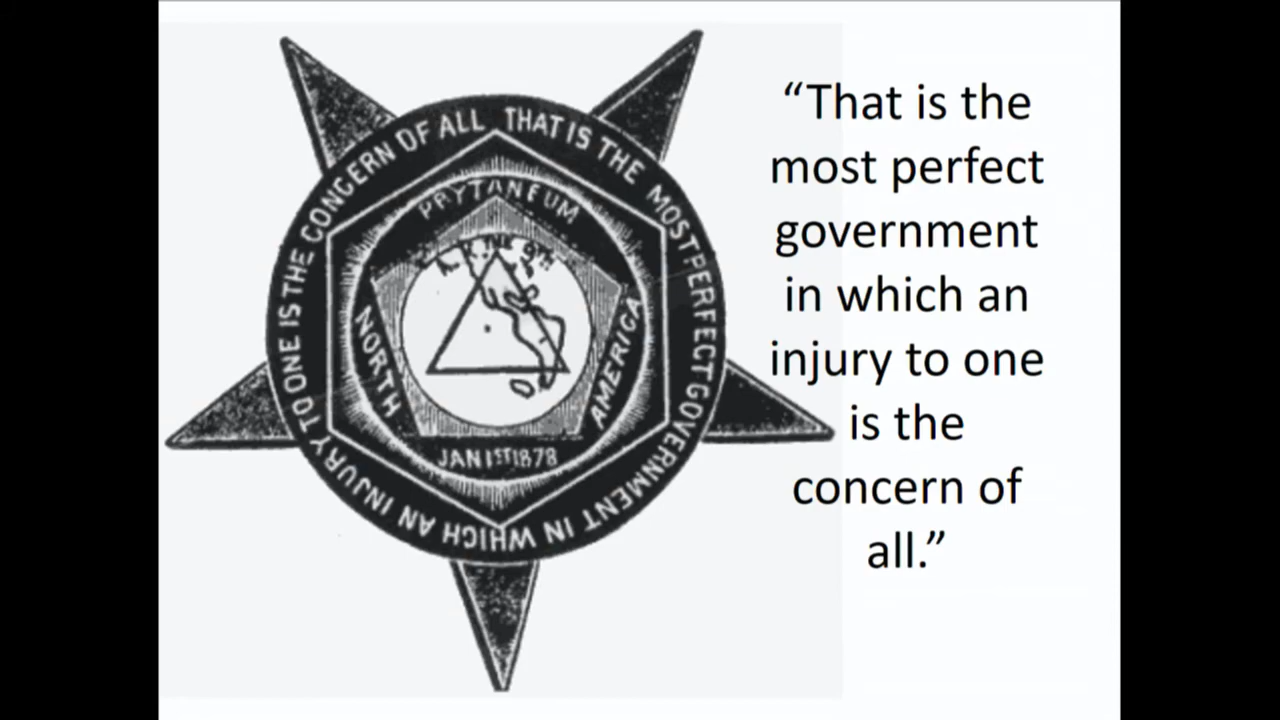 THAT IS THE MOST PERFECT GOVERNMENT IN WHICH AN INJURY TO ONE IS THE CONCERN OF ALL
PRYTANEUM
NORTH
AMERICA
JAN 1ST 1878
“That is the
most perfect
government
in which an
injury to one
is the
concern of
all.”